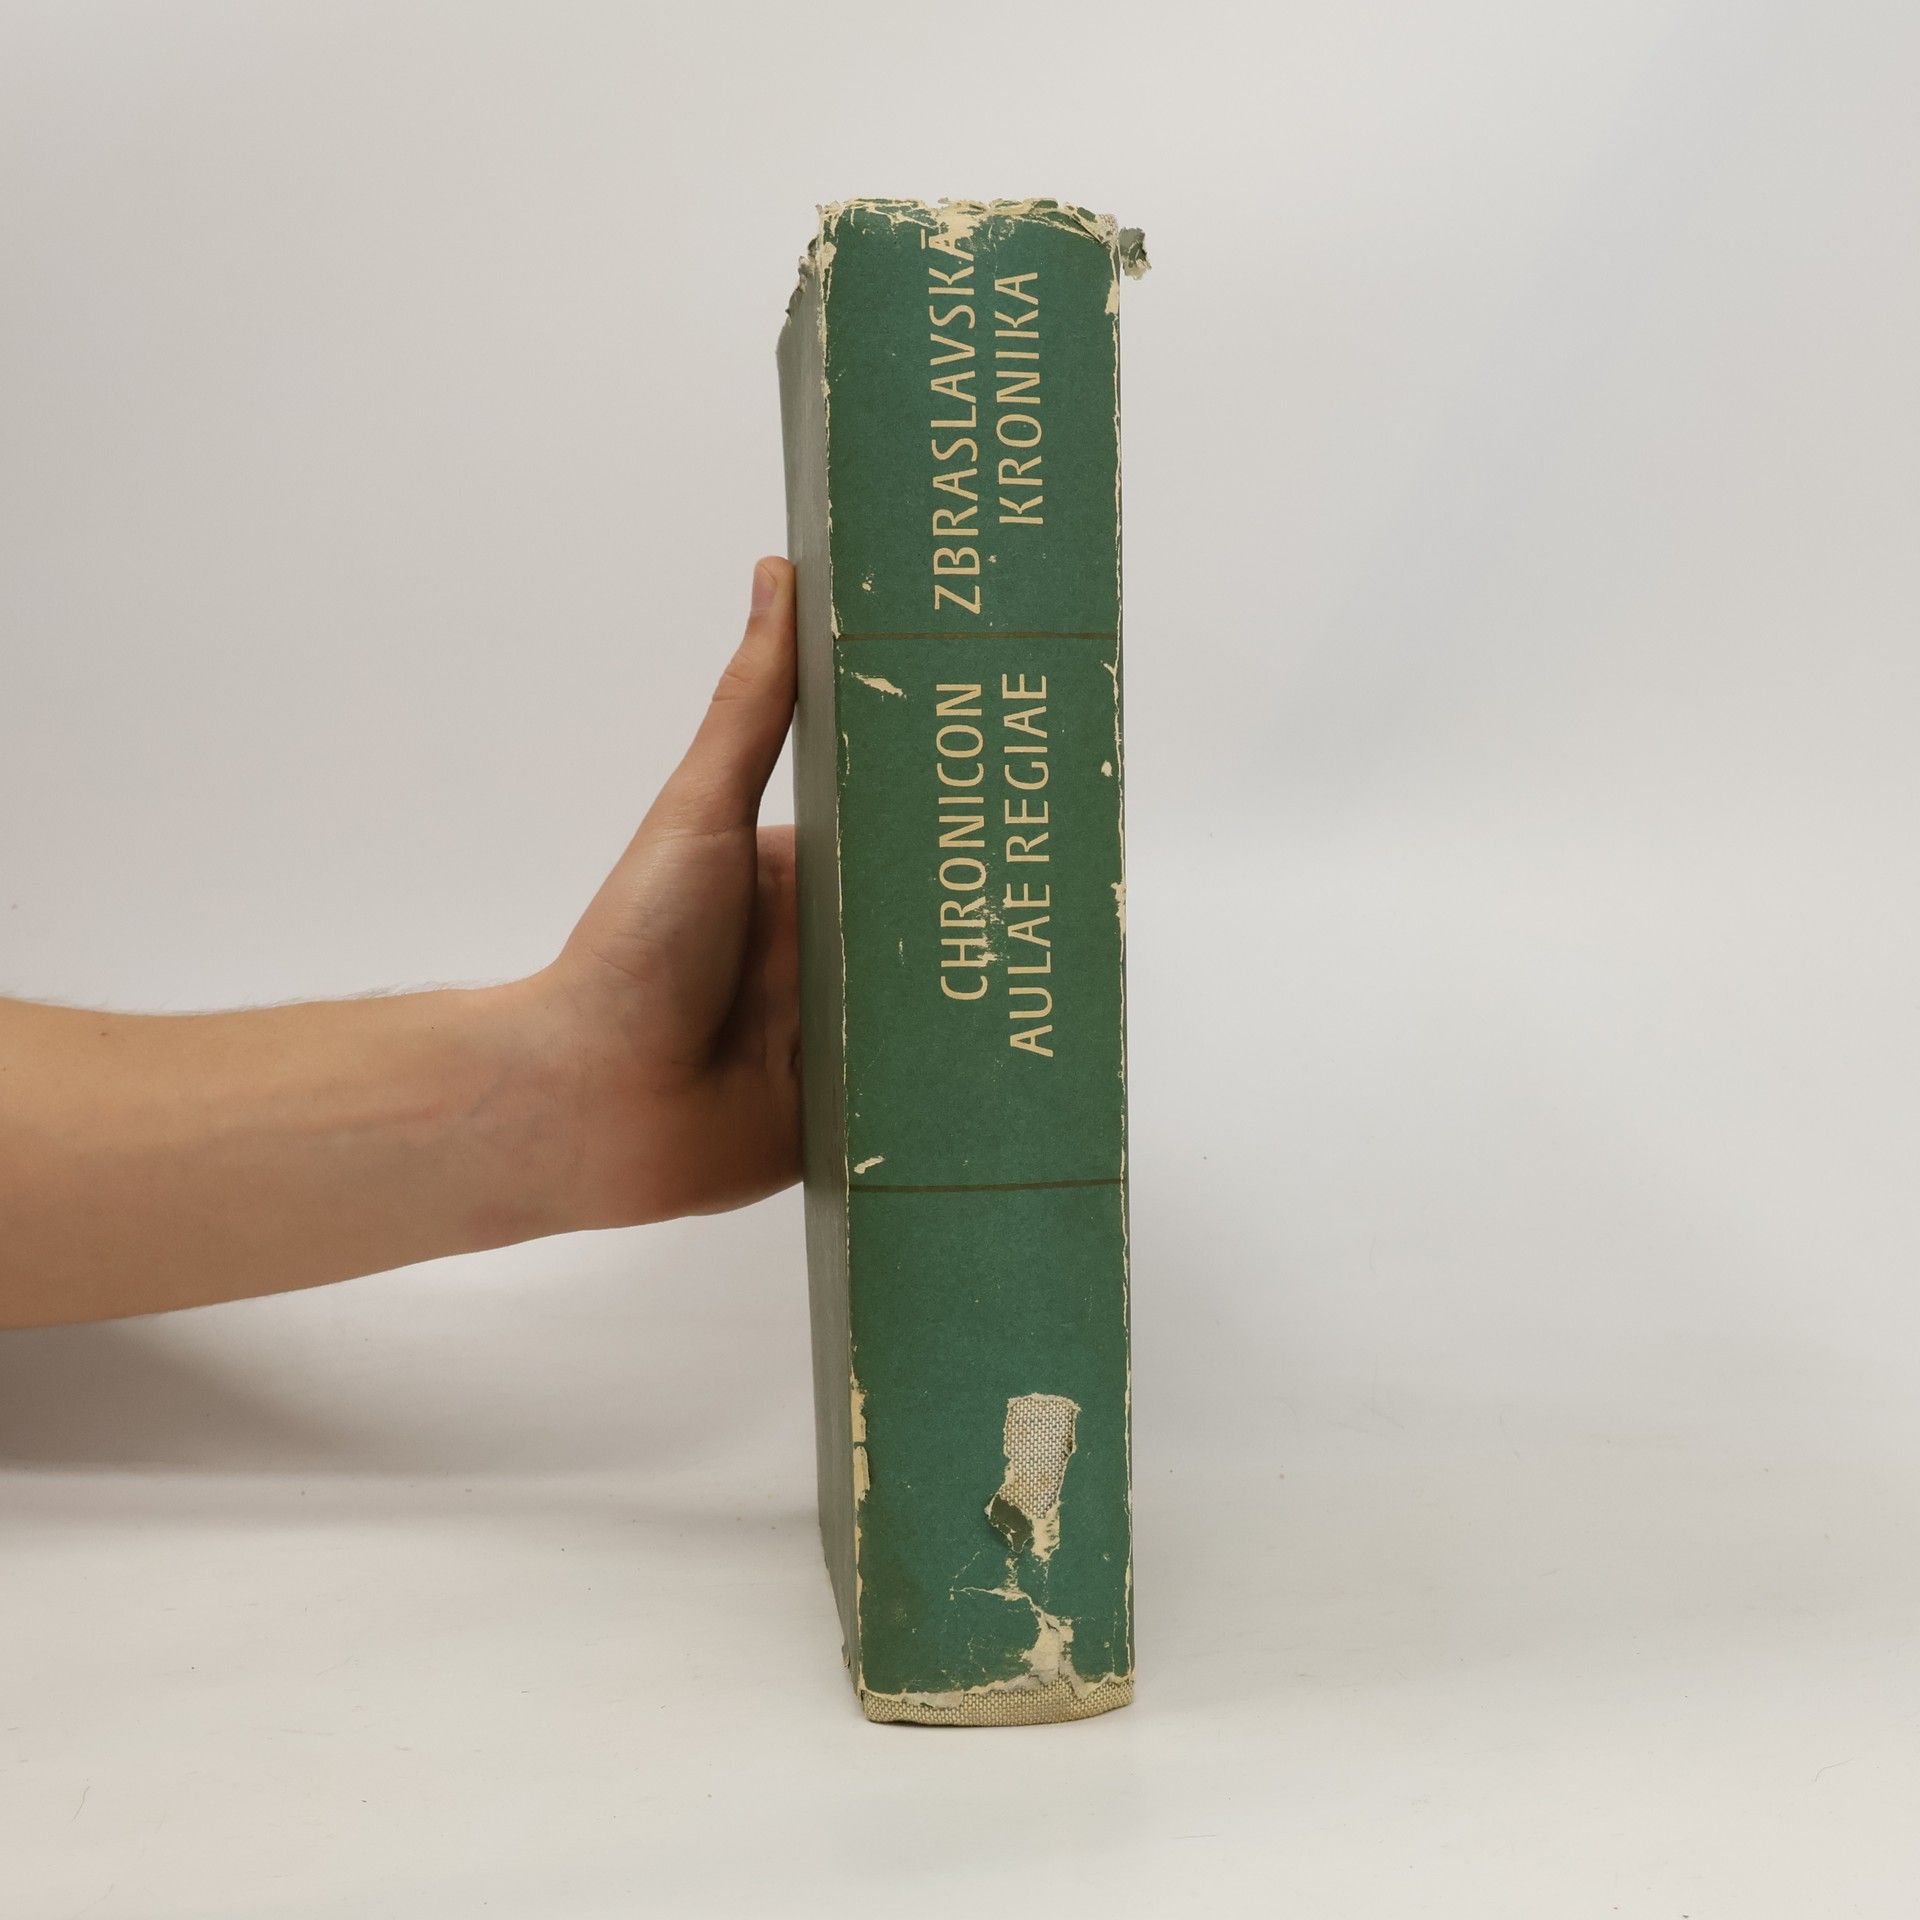 ZBRASLAVSKÁ
KRONIKA
CHRONICON
AULAE REGIAE